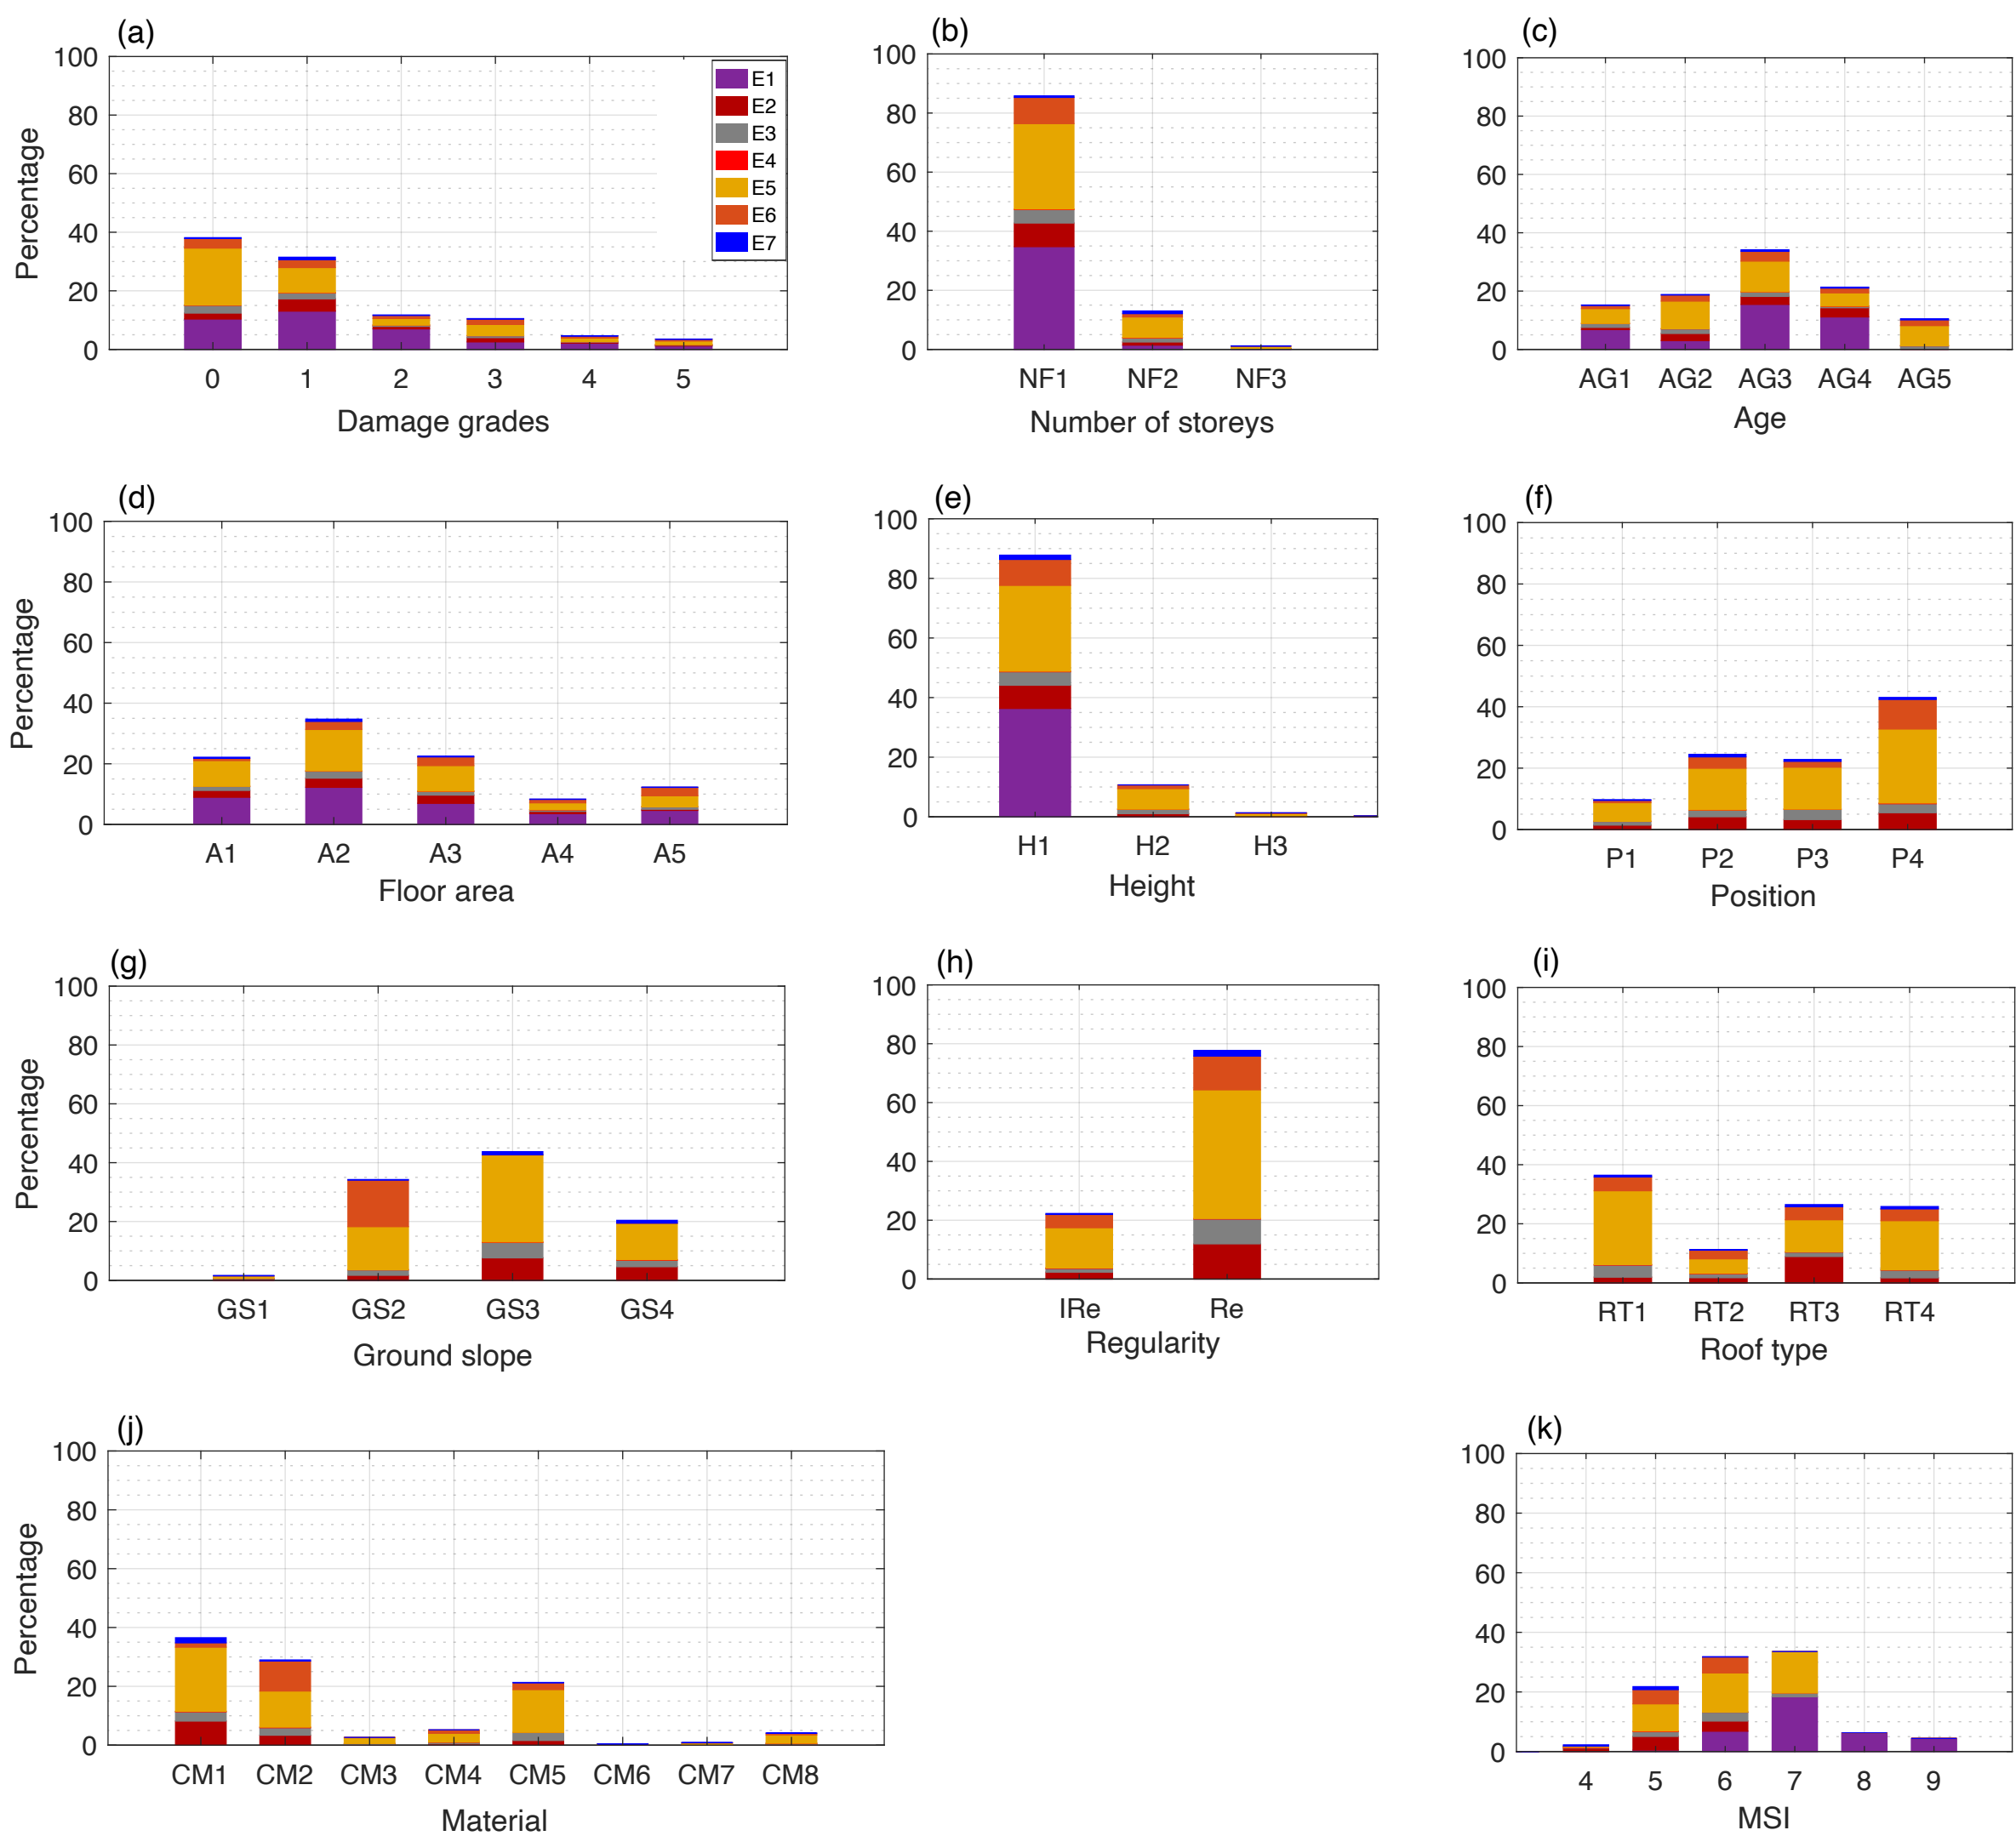 (a)
100
80
60
40
20
0
Percentage
0 1 2 3 4 5
Damage grades
E1
E2
E3
E4
E5
E6
E7
(b)
100
80
60
40
20
0
NF1 NF2 NF3
Number of storeys
(c)
100
80
60
40
20
0
AG1 AG2 AG3 AG4 AG5
Age
(d)
100
80
60
40
20
0
Percentage
A1 A2 A3 A4 A5
Floor area
(e)
100
80
60
40
20
0
H1 H2 H3
Height
(f)
100
80
60
40
20
0
P1 P2 P3 P4
Position
(g)
100
80
60
40
20
0
Percentage
GS1 GS2 GS3 GS4
Ground slope
(h)
100
80
60
40
20
0
IRe Re
Regularity
(i)
100
80
60
40
20
0
RT1 RT2 RT3 RT4
Roof type
(j)
100
80
60
40
20
0
Percentage
CM1 CM2 CM3 CM4 CM5 CM6 CM7 CM8
Material
(k)
100
80
60
40
20
0
4 5 6 7 8 9
MSI